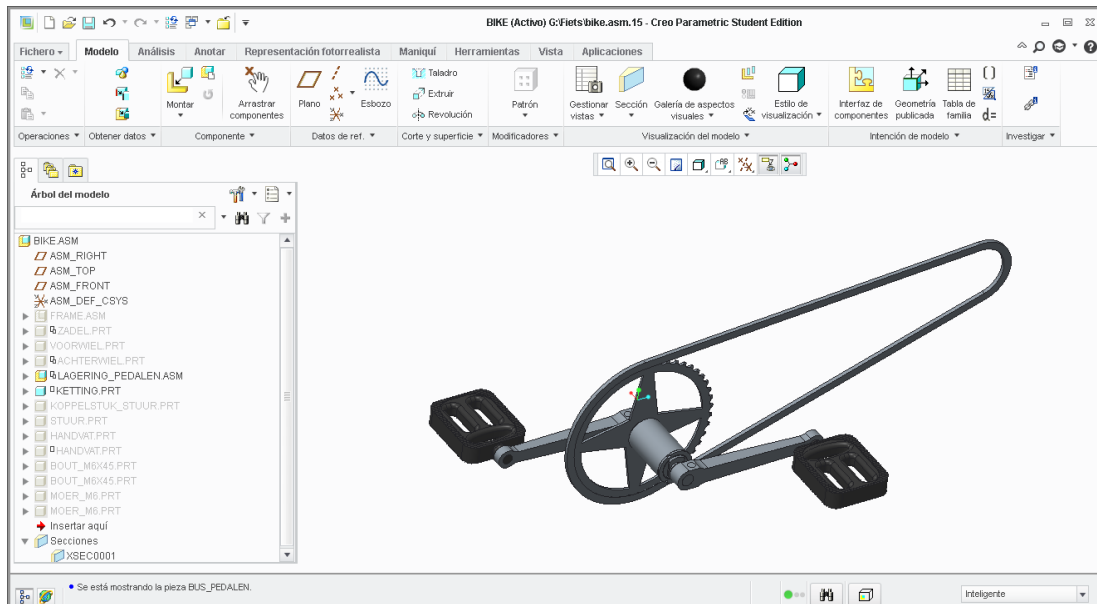 BIKE (Activo) G:\Fiets\bike.asm.15 - Creo Parametric Student Edition
Fichero Modelo Análisis Anotar Representación fotorrealista Maniquí Herramientas Vista Aplicaciones
Montar
Arrastrar componentes
Plano
Esbozo
Taladro
Extruir
Revolución
Patrón
Gestionar vistas
Sección
Galería de aspectos visuales
Estilo de visualización
Interfaz de componentes
Geometría publicada
Tabla de familia
d=
Operaciones Obtener datos Componente Datos de ref. Corte y superficie Modificadores Visualización del modelo Intención de modelo Investigar
Árbol del modelo
BIKE.ASM
ASM_RIGHT
ASM_TOP
ASM_FRONT
ASM_DEF_CSYS
FRAME.ASM
ZADEL.PRT
VOORWIEL.PRT
ACHTERWIEL.PRT
LAGERING_PEDALEN.ASM
KETTING.PRT
KOPPELSTUK_STUUR.PRT
STUUR.PRT
HANDVAT.PRT
HANDVAT.PRT
BOUT_M6X45.PRT
BOUT_M6X45.PRT
MOER_M6.PRT
MOER_M6.PRT
Insertar aquí
Secciones
XSEC0001
Se está mostrando la pieza BUS_PEDALEN.
Inteligente